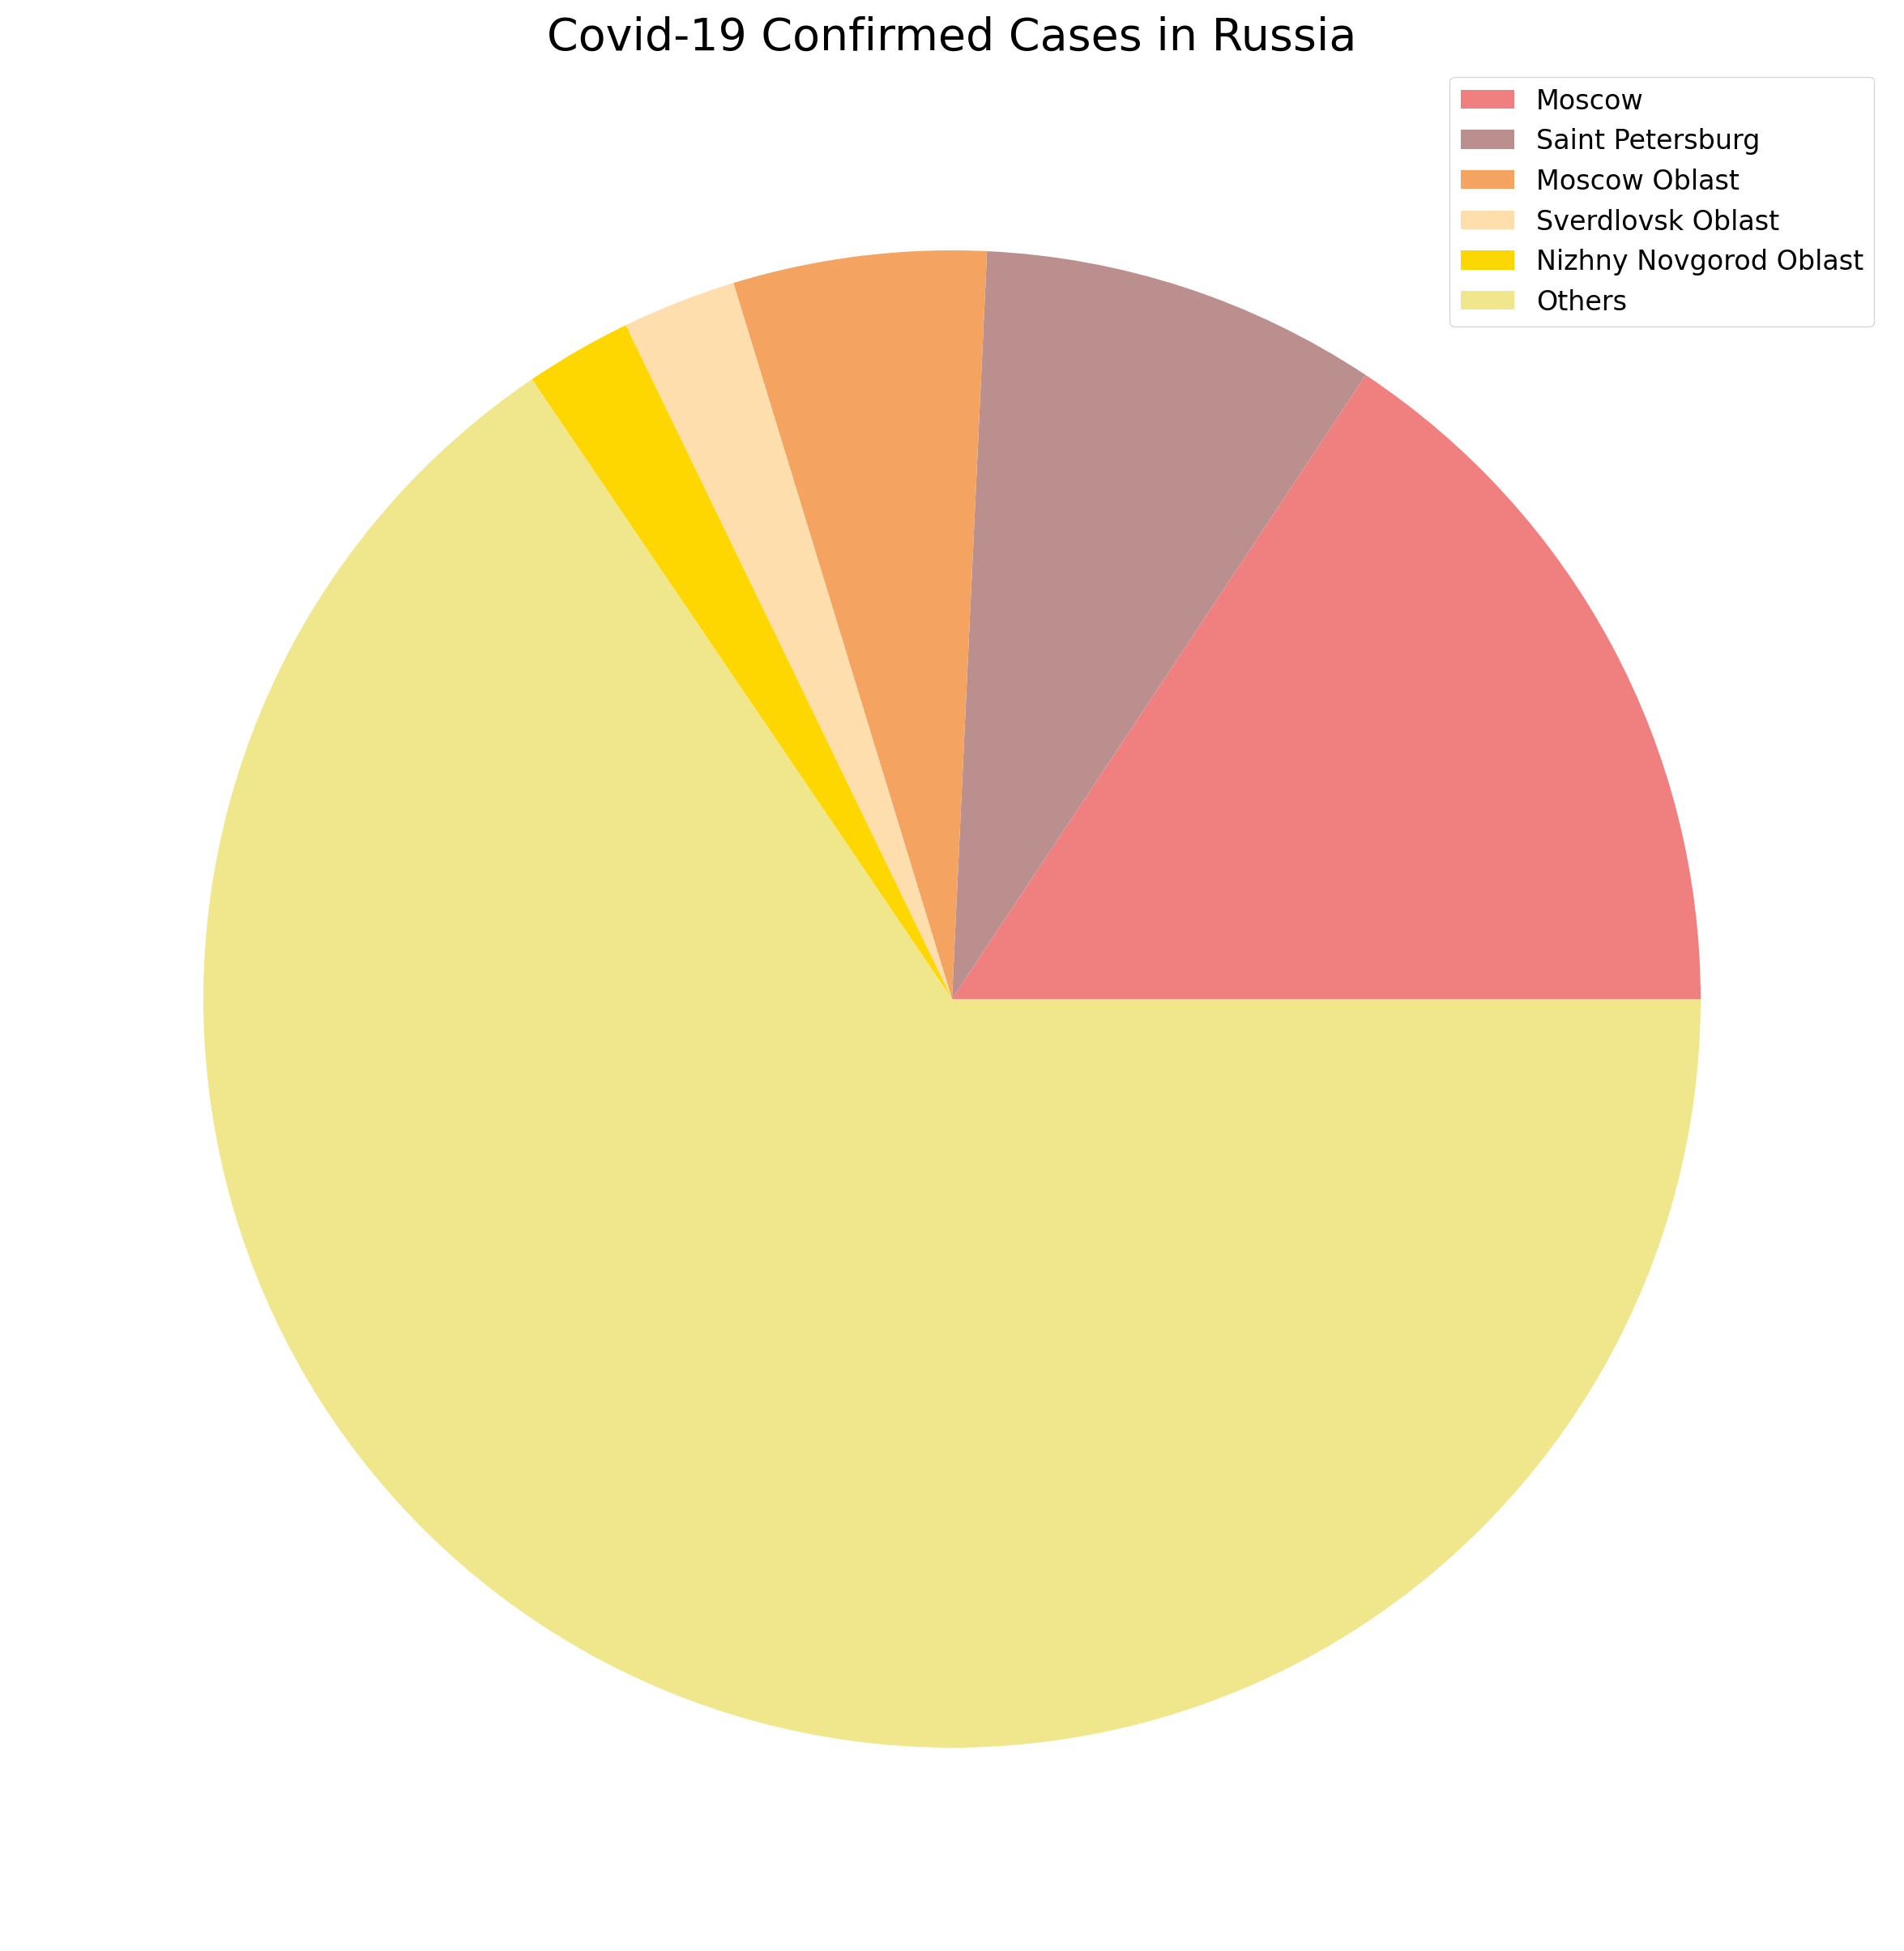 Covid-19 Confirmed Cases in Russia
Moscow
Saint Petersburg
Moscow Oblast
Sverdlovsk Oblast
Nizhny Novgorod Oblast
Others